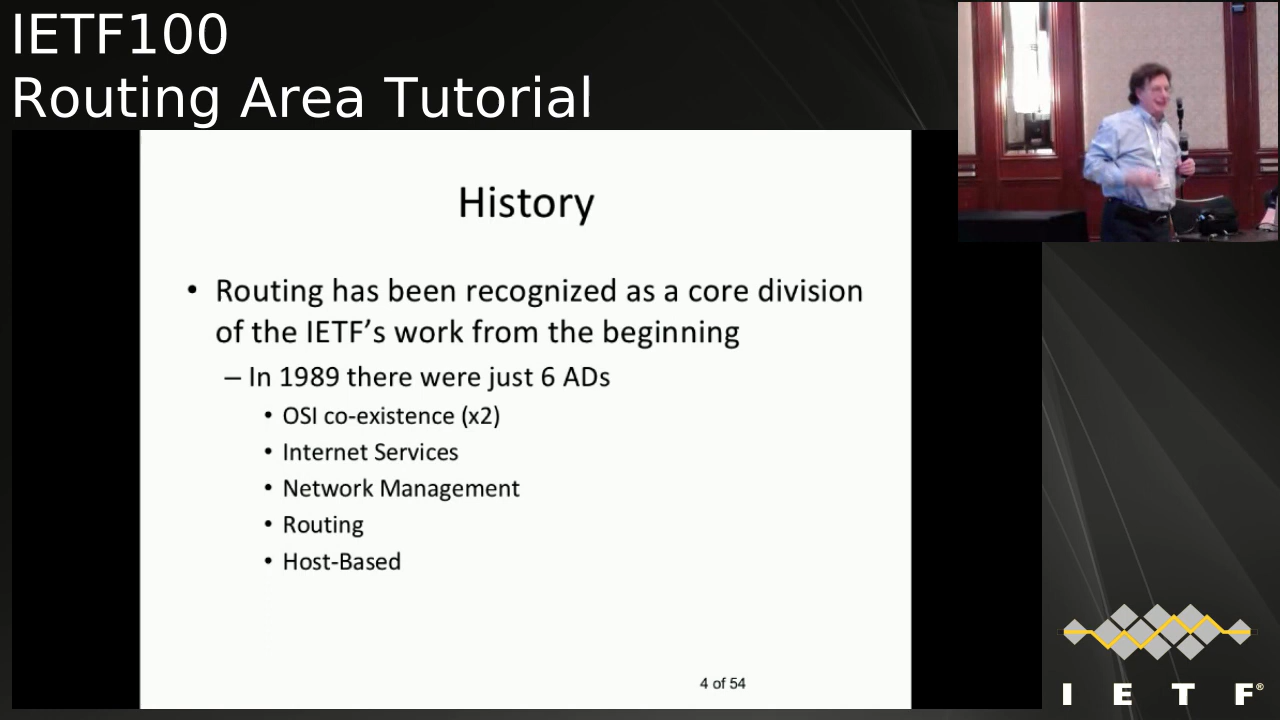 IETF100
Routing Area Tutorial
History
• Routing has been recognized as a core division
of the IETF’s work from the beginning
– In 1989 there were just 6 ADs
• OSI co-existence (x2)
• Internet Services
• Network Management
• Routing
• Host-Based
4 of 54
I E T F®